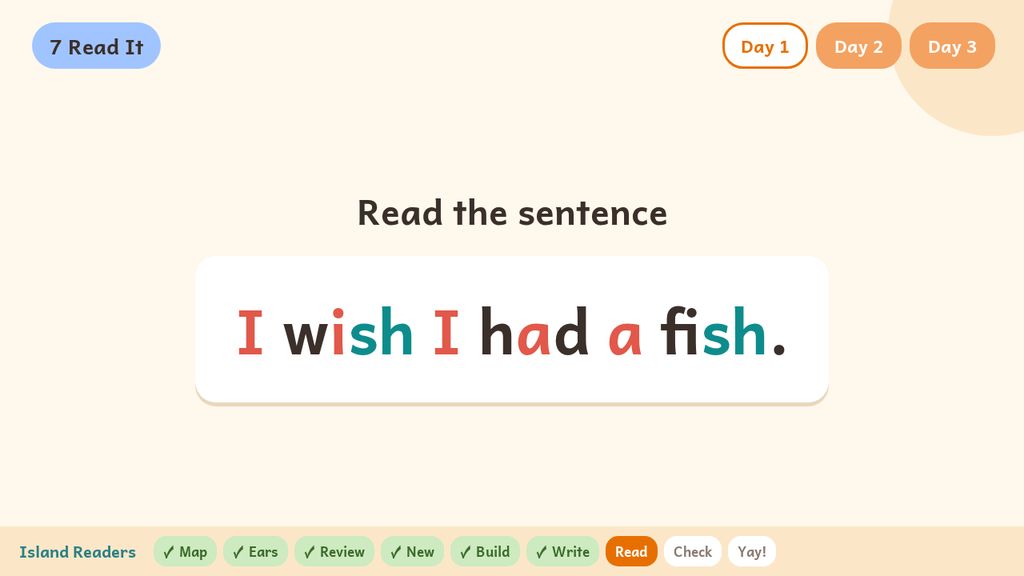 7 Read It
Day 1 Day 2 Day 3
Read the sentence
I wish I had a fish.
Island Readers ✓ Map ✓ Ears ✓ Review ✓ New ✓ Build ✓ Write Read Check Yay!